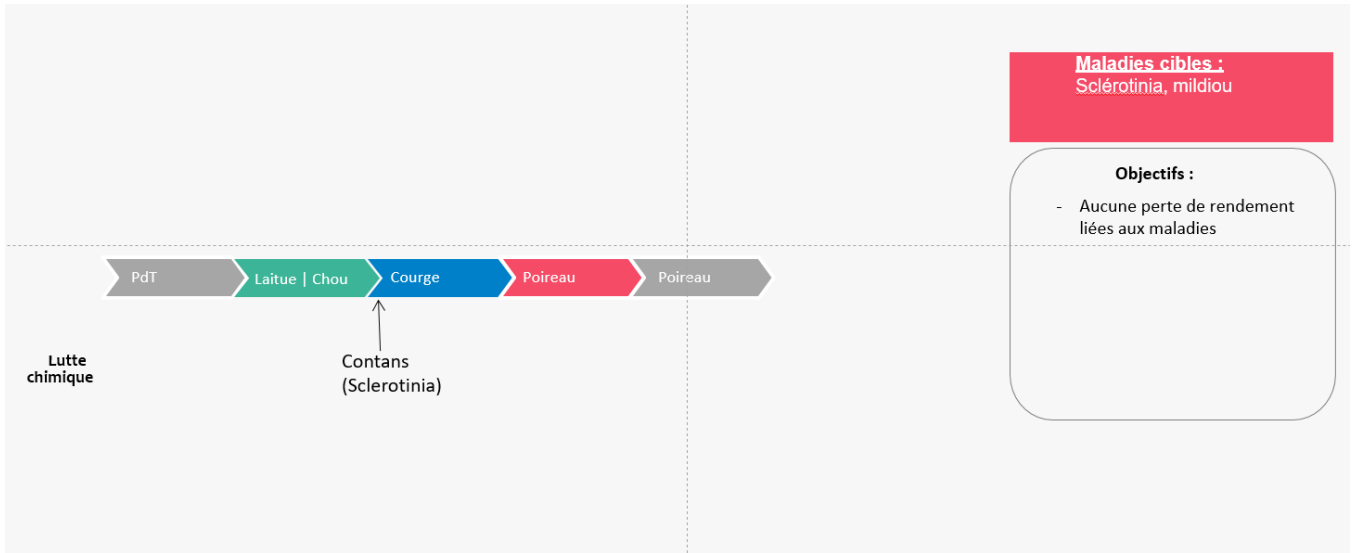 Maladies cibles :
Sclérotinia, mildiou
Objectifs :
- Aucune perte de rendement
liées aux maladies
PdT
Laitue | Chou
Courge
Poireau
Poireau
Contans
(Sclerotinia)
Lutte
chimique